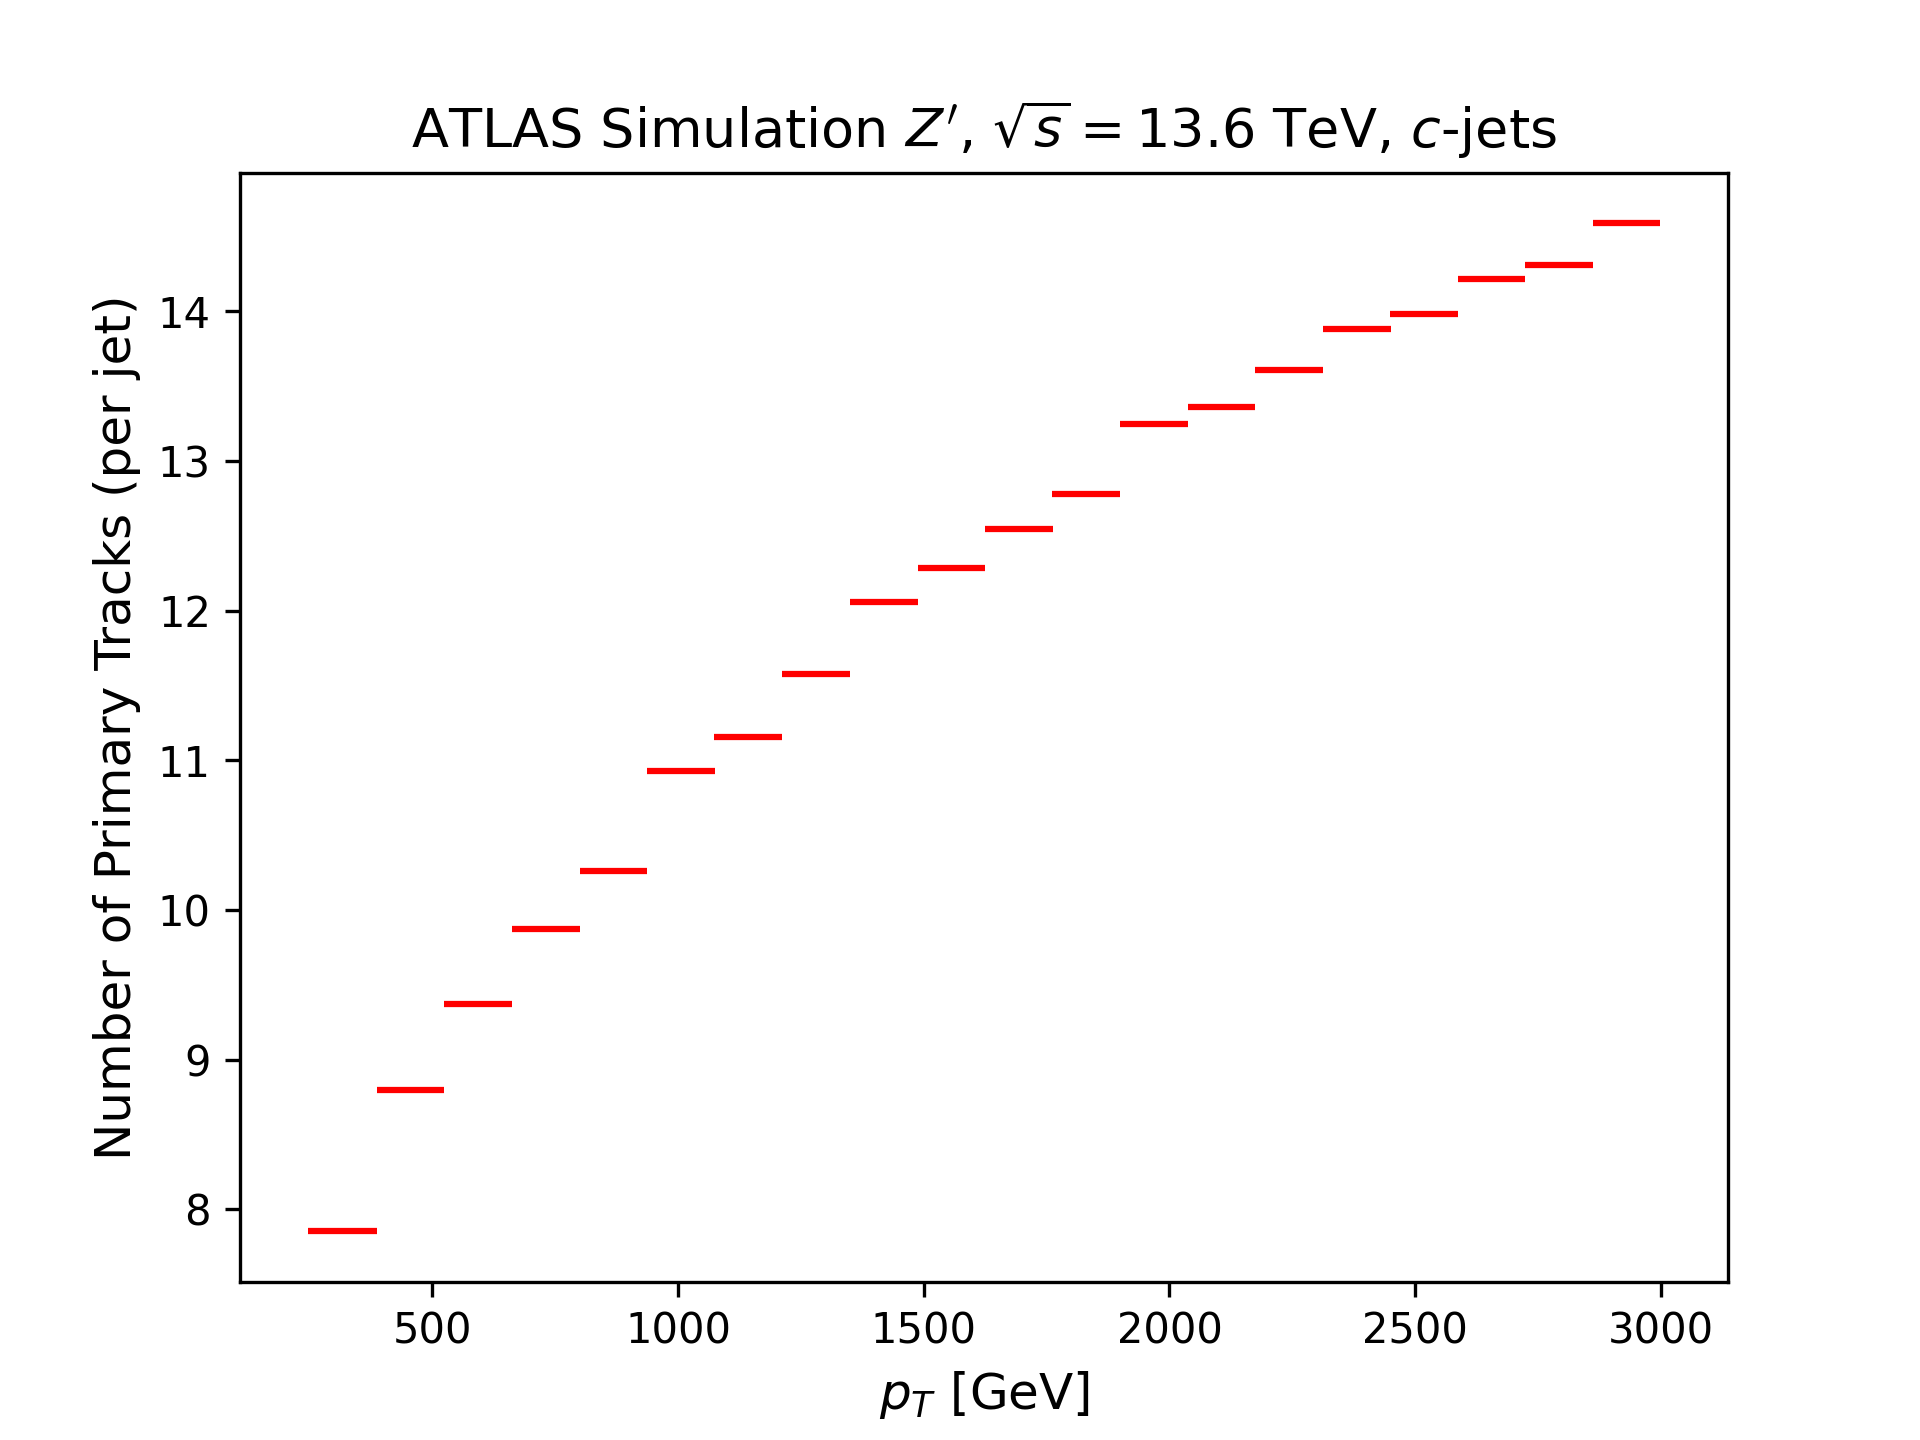 ATLAS Simulation Z′, √s = 13.6 TeV, c-jets
Number of Primary Tracks (per jet)
14
13
12
11
10
9
8
500 1000 1500 2000 2500 3000
p_T [GeV]